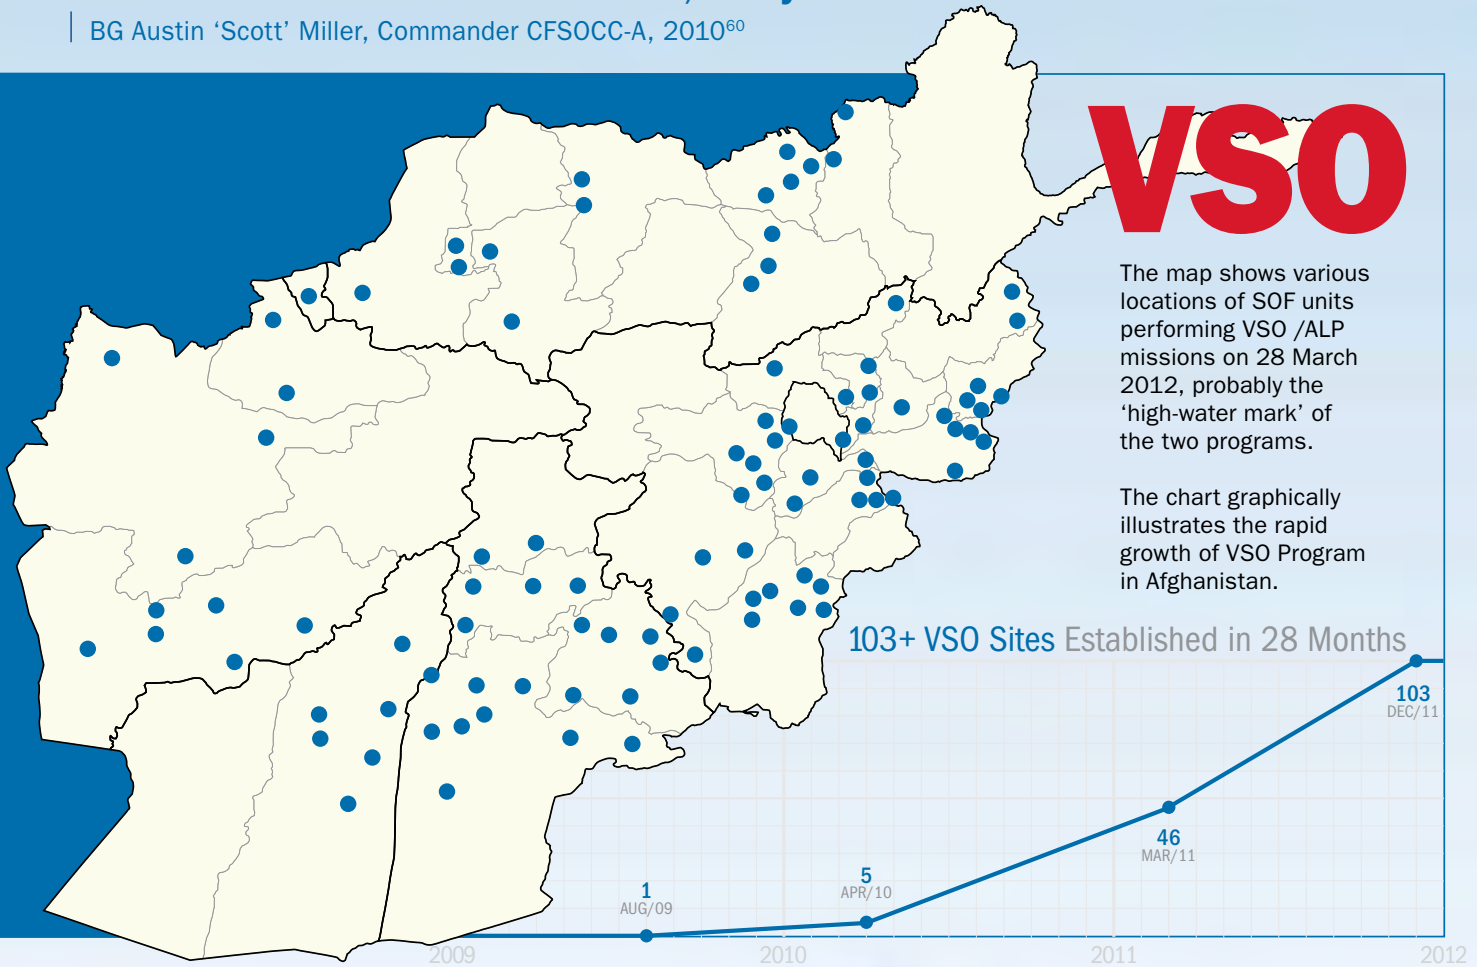 BG Austin ‘Scott’ Miller, Commander CFSOCC-A, 2010⁶⁰
VSO
The map shows various
locations of SOF units
performing VSO /ALP
missions on 28 March
2012, probably the
‘high-water mark’ of
the two programs.
The chart graphically
illustrates the rapid
growth of VSO Program
in Afghanistan.
103+ VSO Sites Established in 28 Months
103
DEC/11
46
MAR/11
5
APR/10
1
AUG/09
2009
2010
2011
2012